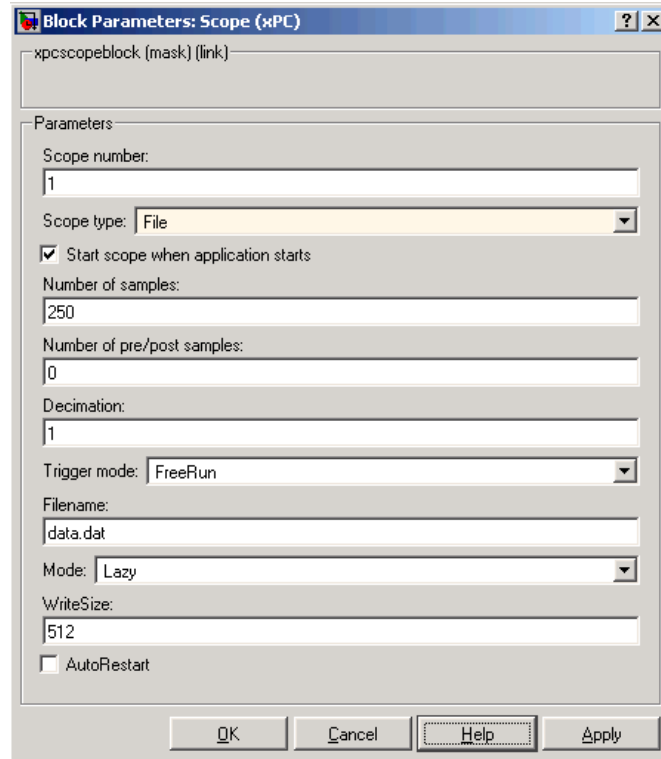 Block Parameters: Scope (xPC)
xpcscopeblock (mask) (link)
Parameters
Scope number:
1
Scope type: File
Start scope when application starts
Number of samples:
250
Number of pre/post samples:
0
Decimation:
1
Trigger mode: FreeRun
Filename:
data.dat
Mode: Lazy
WriteSize:
512
AutoRestart
OK Cancel Help Apply